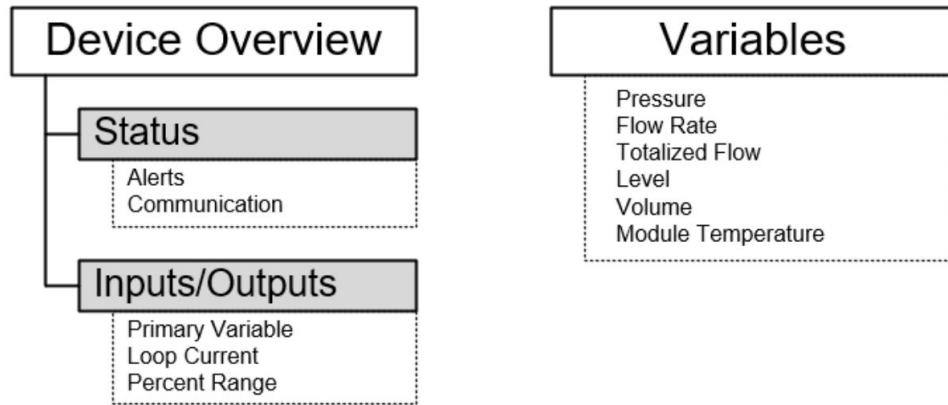 Device Overview
Status
Alerts
Communication
Inputs/Outputs
Primary Variable
Loop Current
Percent Range
Variables
Pressure
Flow Rate
Totalized Flow
Level
Volume
Module Temperature